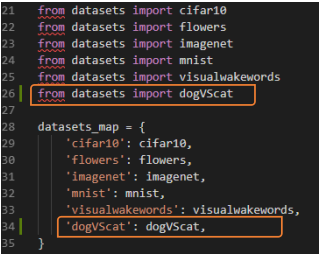 21 from datasets import cifar10
22 from datasets import flowers
23 from datasets import imagenet
24 from datasets import mnist
25 from datasets import visualwakewords
26 from datasets import dogVScat
27
28 datasets_map = {
29 'cifar10': cifar10,
30 'flowers': flowers,
31 'imagenet': imagenet,
32 'mnist': mnist,
33 'visualwakewords': visualwakewords,
34 'dogVScat': dogVScat,
35 }